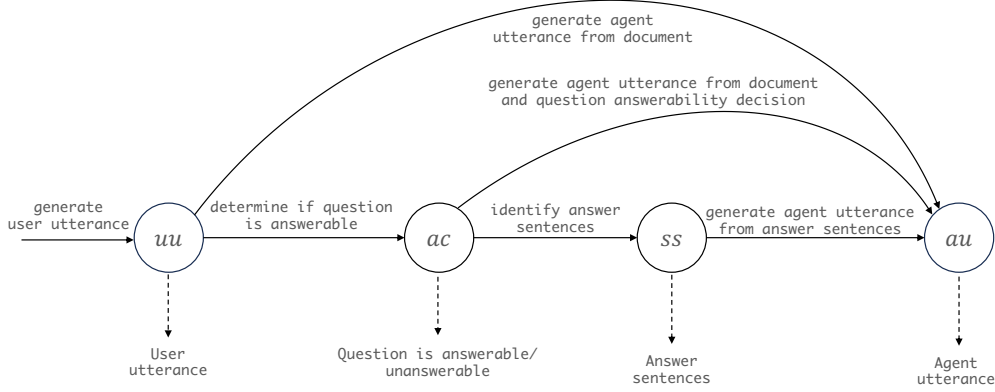 generate agent
utterance from document
generate agent utterance from document
and question answerability decision
generate
user utterance
determine if question
is answerable
identify answer
sentences
generate agent utterance
from answer sentences
uu
ac
ss
au
User
utterance
Question is answerable/
unanswerable
Answer
sentences
Agent
utterance